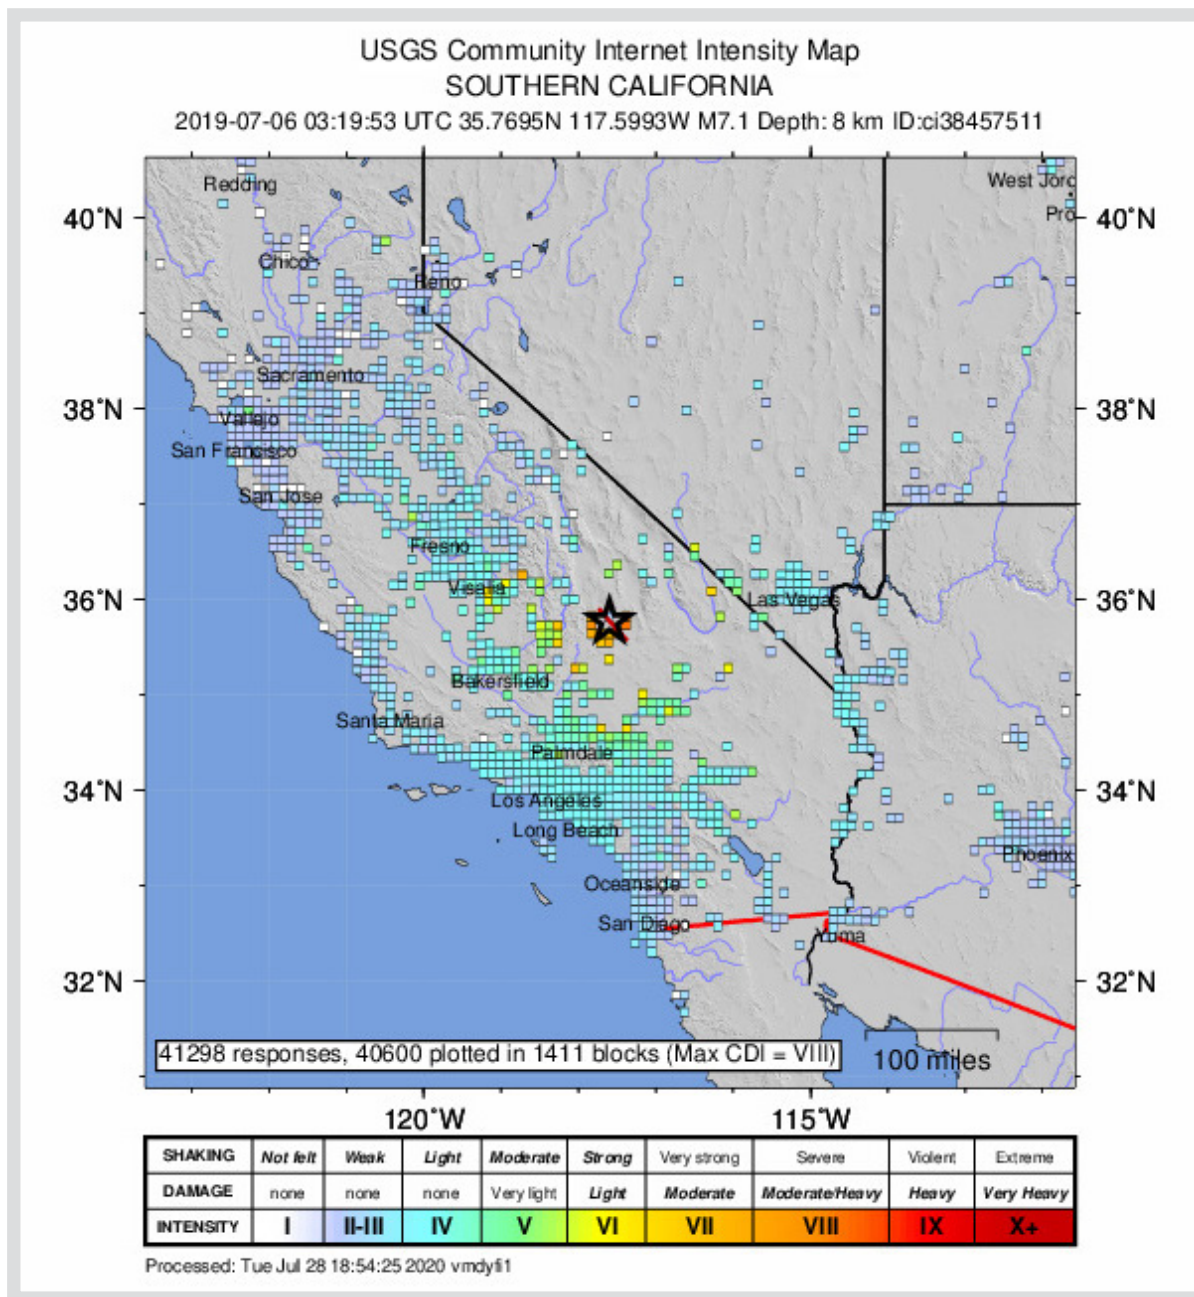 USGS Community Internet Intensity Map
SOUTHERN CALIFORNIA
2019-07-06 03:19:53 UTC 35.7695N 117.5993W M7.1 Depth: 8 km ID:ci38457511
Redding
West Jorc
40˚N
40˚N
Pro
Chico
Reno
Sacramento
38˚N
38˚N
Vallejo
San Francisco
San Jose
Fresno
Visalia
36˚N
36˚N
Las Vegas
Bakersfield
Santa Maria
Palmdale
34˚N
34˚N
Los Angeles
Long Beach
Phoenix
Oceanside
San Diego
Yuma
32˚N
32˚N
41298 responses, 40600 plotted in 1411 blocks (Max CDI = VIII)
100 miles
120˚W 115˚W
SHAKING Not felt Weak Light Moderate Strong Very strong Severe Violent Extreme
DAMAGE none none none Very light Light Moderate Moderate/Heavy Heavy Very Heavy
INTENSITY I II-III IV V VI VII VIII IX X+
Processed: Tue Jul 28 18:54:25 2020 vmdyfi1